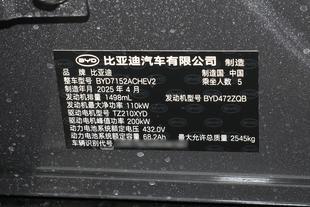 BYD 比亚迪汽车有限公司 制造
品牌 比亚迪 制造国 中国
整车型号 BYD7152ACHEV2 乘坐人数 5
制造年月 2025 年 4 月
发动机排量 1498mL 发动机型号 BYD472ZQB
发动机最大净功率 110kW
驱动电机型号 TZ210XYD
驱动电机峰值功率 200kW
动力电池系统额定电压 432.0V
动力电池系统额定容量 68.2Ah 最大允许总质量 2545kg
车辆识别代号